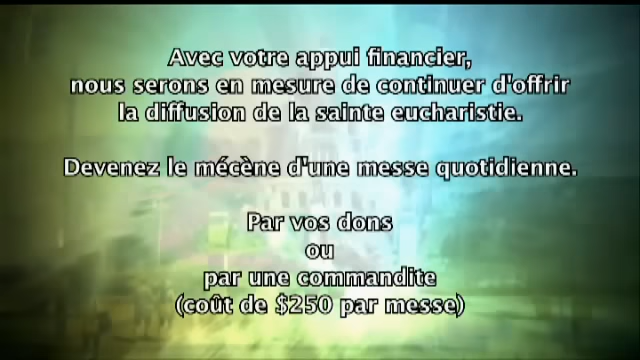 Avec votre appui financier,
nous serons en mesure de continuer d'offrir
la diffusion de la sainte eucharistie.
Devenez le mécène d'une messe quotidienne.
Par vos dons
ou
par une commandite
(coût de $250 par messe)